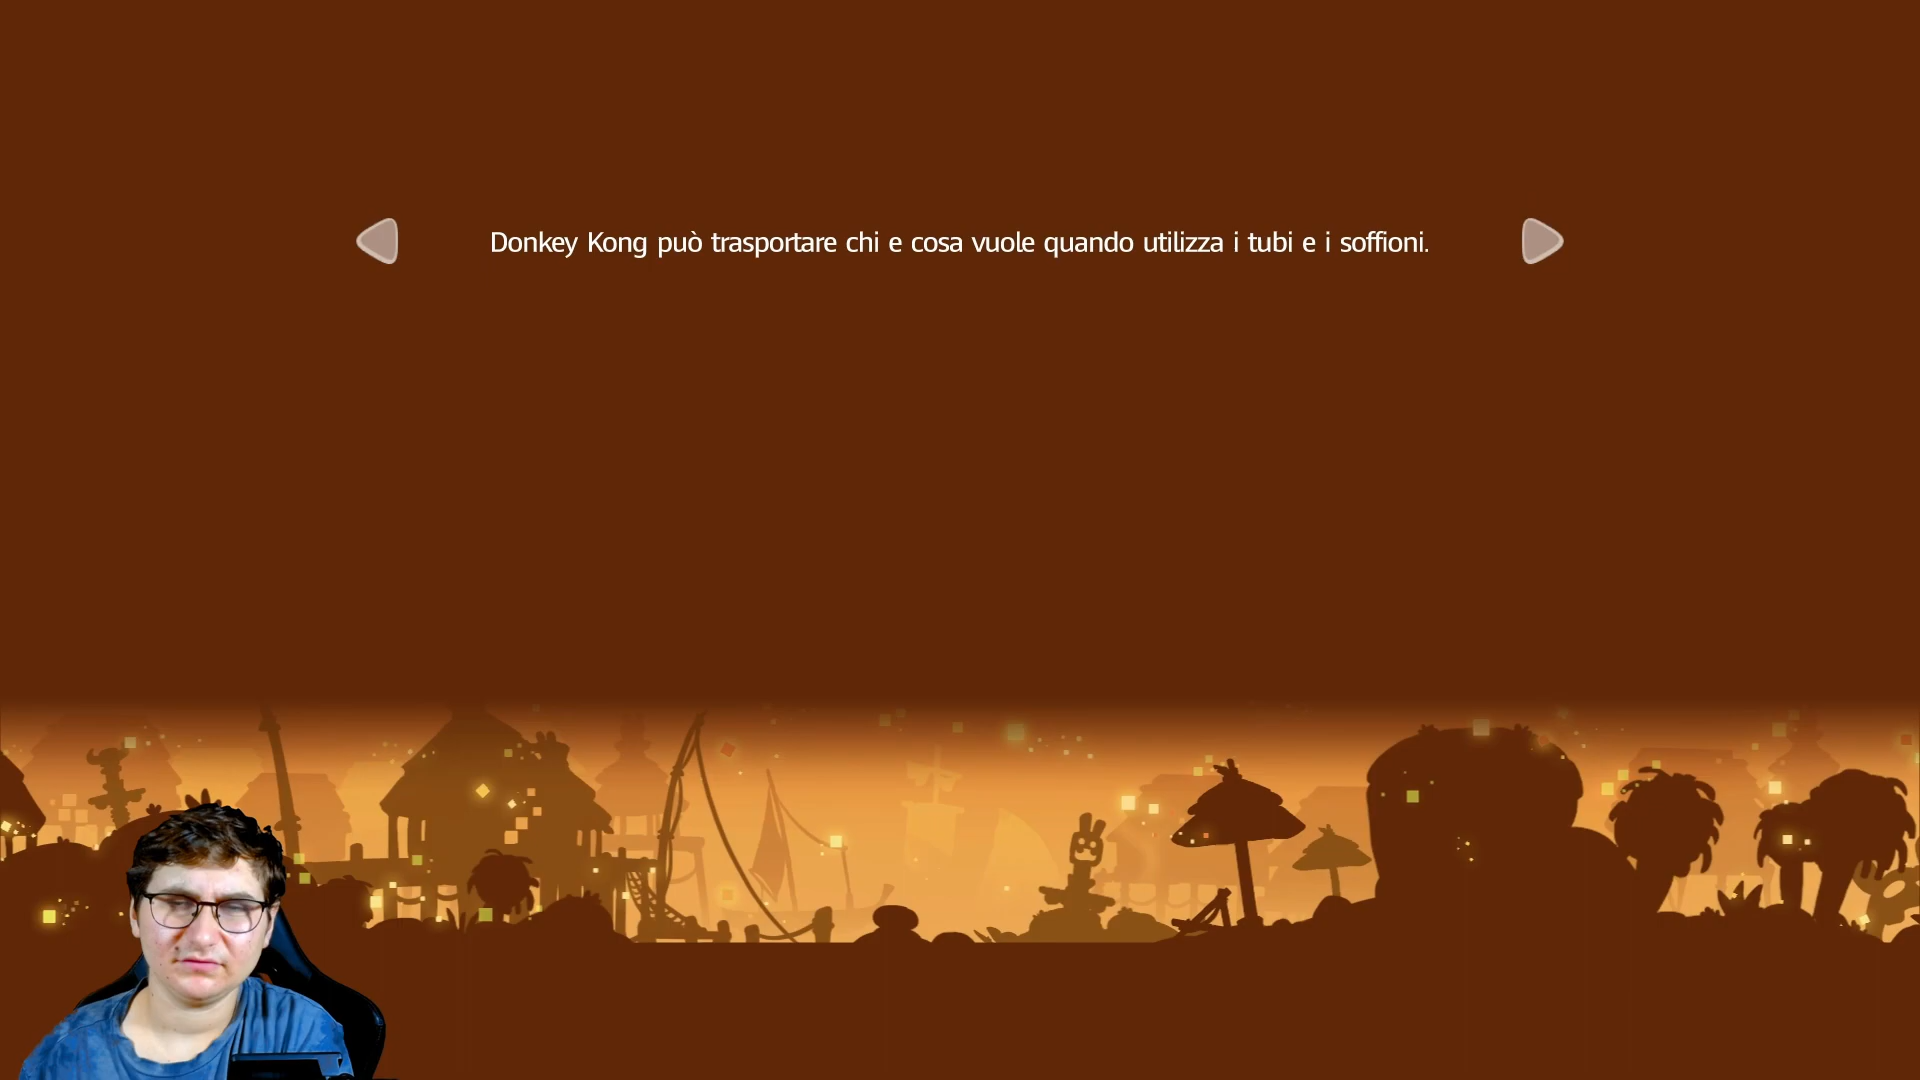 Donkey Kong può trasportare chi e cosa vuole quando utilizza i tubi e i soffioni.